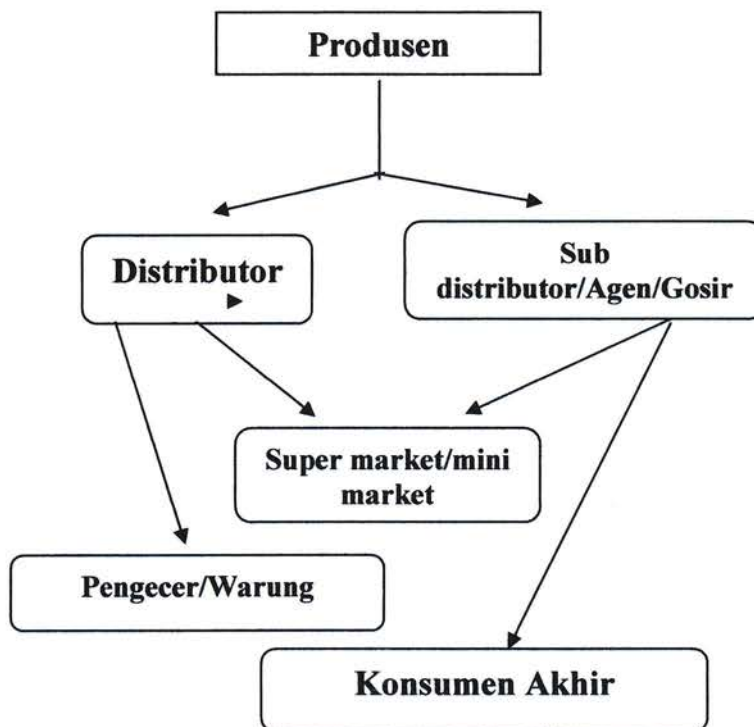 Produsen
Distributor
Sub
distributor/Agen/Gosir
Super market/mini
market
Pengecer/Warung
Konsumen Akhir